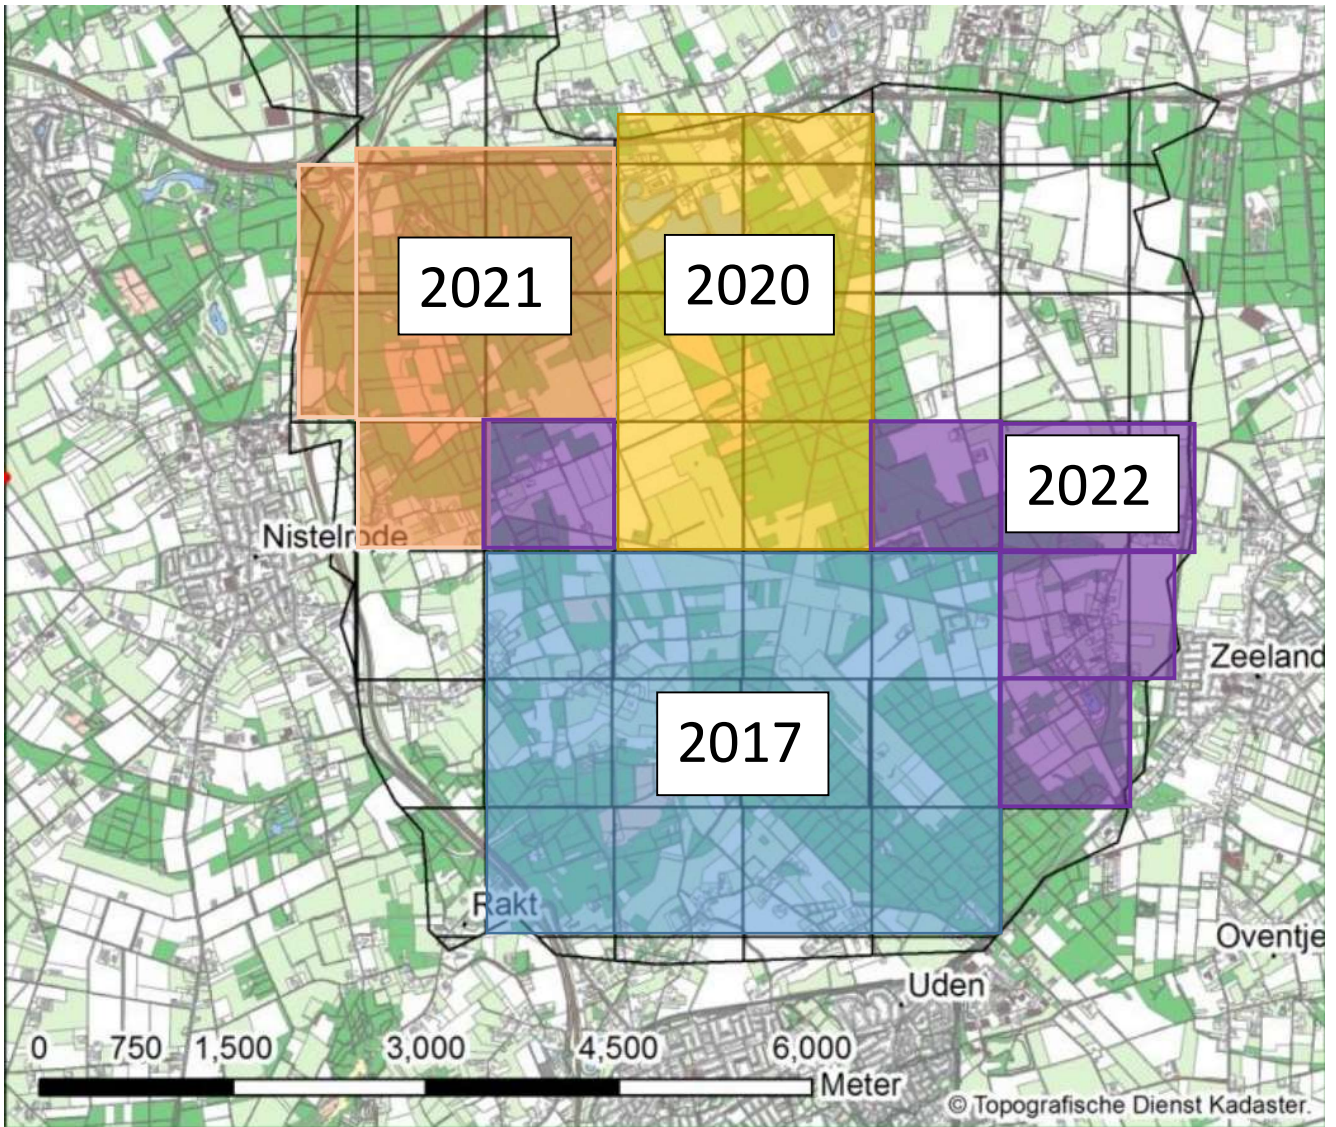 2021
2020
2022
Nistelrode
Zeeland
2017
Rakt
Oventje
Uden
0 750 1,500 3,000 4,500 6,000
Meter
© Topografische Dienst Kadaster.